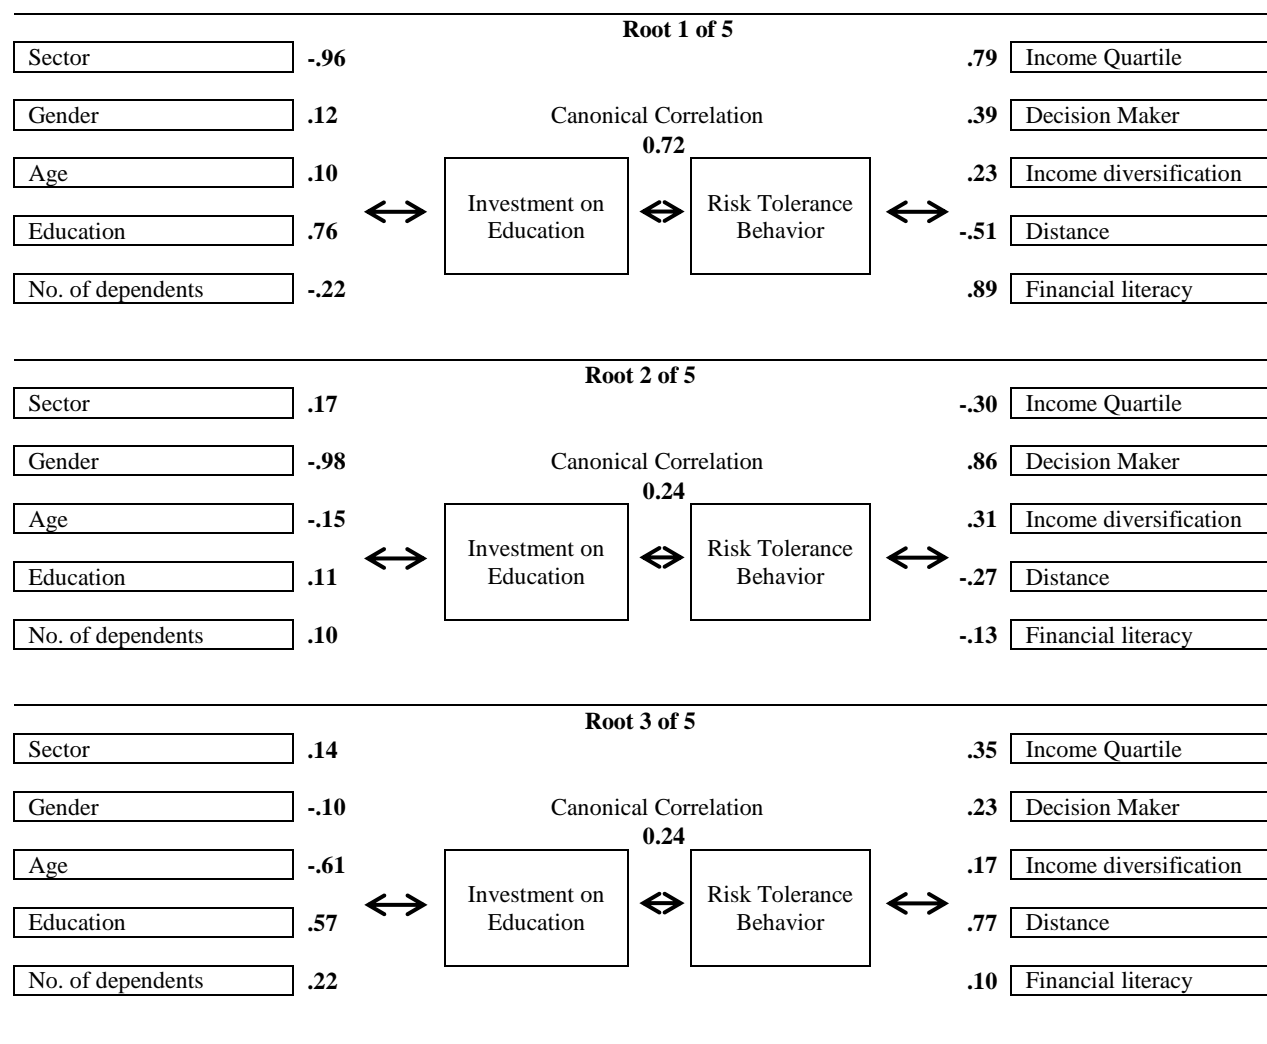 Root 1 of 5
Sector -.96 .79 Income Quartile
Gender .12 Canonical Correlation .39 Decision Maker
0.72
Age .10 .23 Income diversification
Investment on Risk Tolerance
Education .76 Education Behavior -.51 Distance
No. of dependents -.22 .89 Financial literacy
Root 2 of 5
Sector .17 -.30 Income Quartile
Gender -.98 Canonical Correlation .86 Decision Maker
0.24
Age -.15 .31 Income diversification
Investment on Risk Tolerance
Education .11 Education Behavior -.27 Distance
No. of dependents .10 -.13 Financial literacy
Root 3 of 5
Sector .14 .35 Income Quartile
Gender -.10 Canonical Correlation .23 Decision Maker
0.24
Age -.61 .17 Income diversification
Investment on Risk Tolerance
Education .57 Education Behavior .77 Distance
No. of dependents .22 .10 Financial literacy